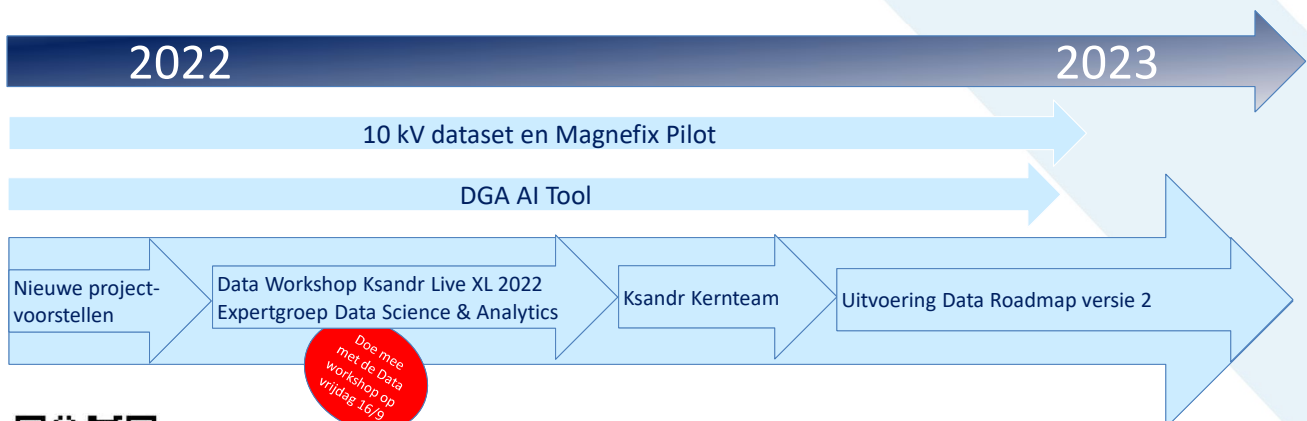 2022
2023
10 kV dataset en Magnefix Pilot
DGA AI Tool
Nieuwe project-
voorstellen
Data Workshop Ksandr Live XL 2022
Expertgroep Data Science & Analytics
Ksandr Kernteam
Uitvoering Data Roadmap versie 2
Doe mee
met de Data
workshop op
vrijdag 16/9